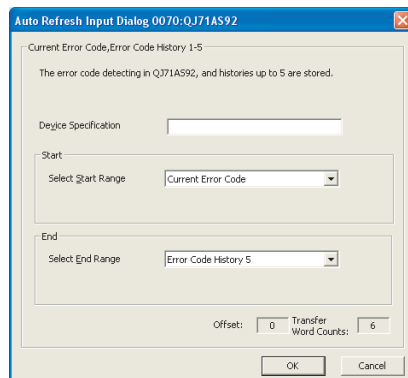 Auto Refresh Input Dialog 0070:QJ71AS92
Current Error Code,Error Code History 1-5
The error code detecting in QJ71AS92, and histories up to 5 are stored.
Device Specification
Start
Select Start Range Current Error Code
End
Select End Range Error Code History 5
Offset: 0 Transfer Word Counts: 6
OK Cancel